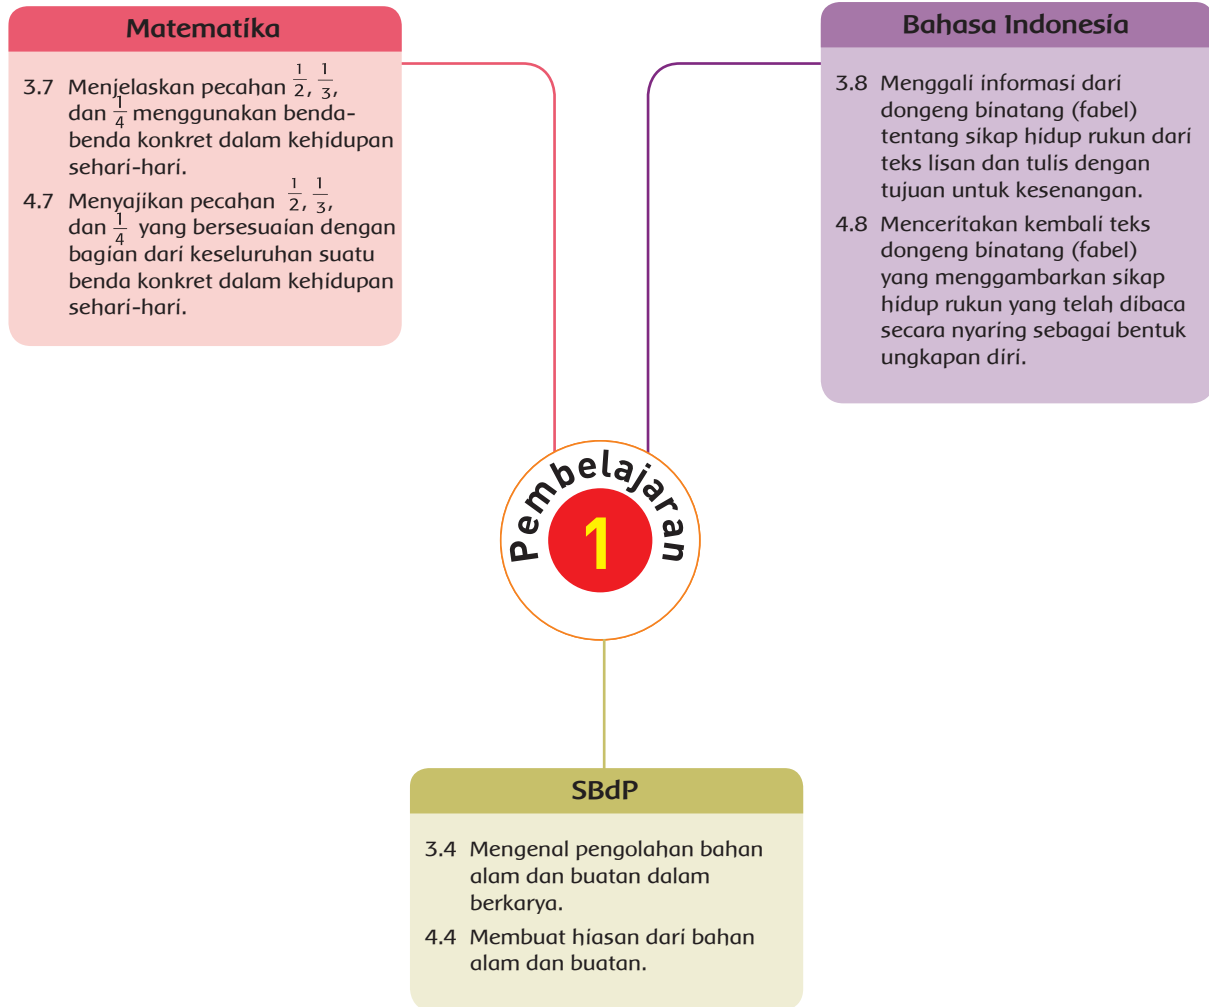 Matematika
3.7 Menjelaskan pecahan 1/2, 1/3,
dan 1/4 menggunakan benda-
benda konkret dalam kehidupan
sehari-hari.
4.7 Menyajikan pecahan 1/2, 1/3,
dan 1/4 yang bersesuaian dengan
bagian dari keseluruhan suatu
benda konkret dalam kehidupan
sehari-hari.
Bahasa Indonesia
3.8 Menggali informasi dari
dongeng binatang (fabel)
tentang sikap hidup rukun dari
teks lisan dan tulis dengan
tujuan untuk kesenangan.
4.8 Menceritakan kembali teks
dongeng binatang (fabel)
yang menggambarkan sikap
hidup rukun yang telah dibaca
secara nyaring sebagai bentuk
ungkapan diri.
Pembelajaran
1
SBdP
3.4 Mengenal pengolahan bahan
alam dan buatan dalam
berkarya.
4.4 Membuat hiasan dari bahan
alam dan buatan.